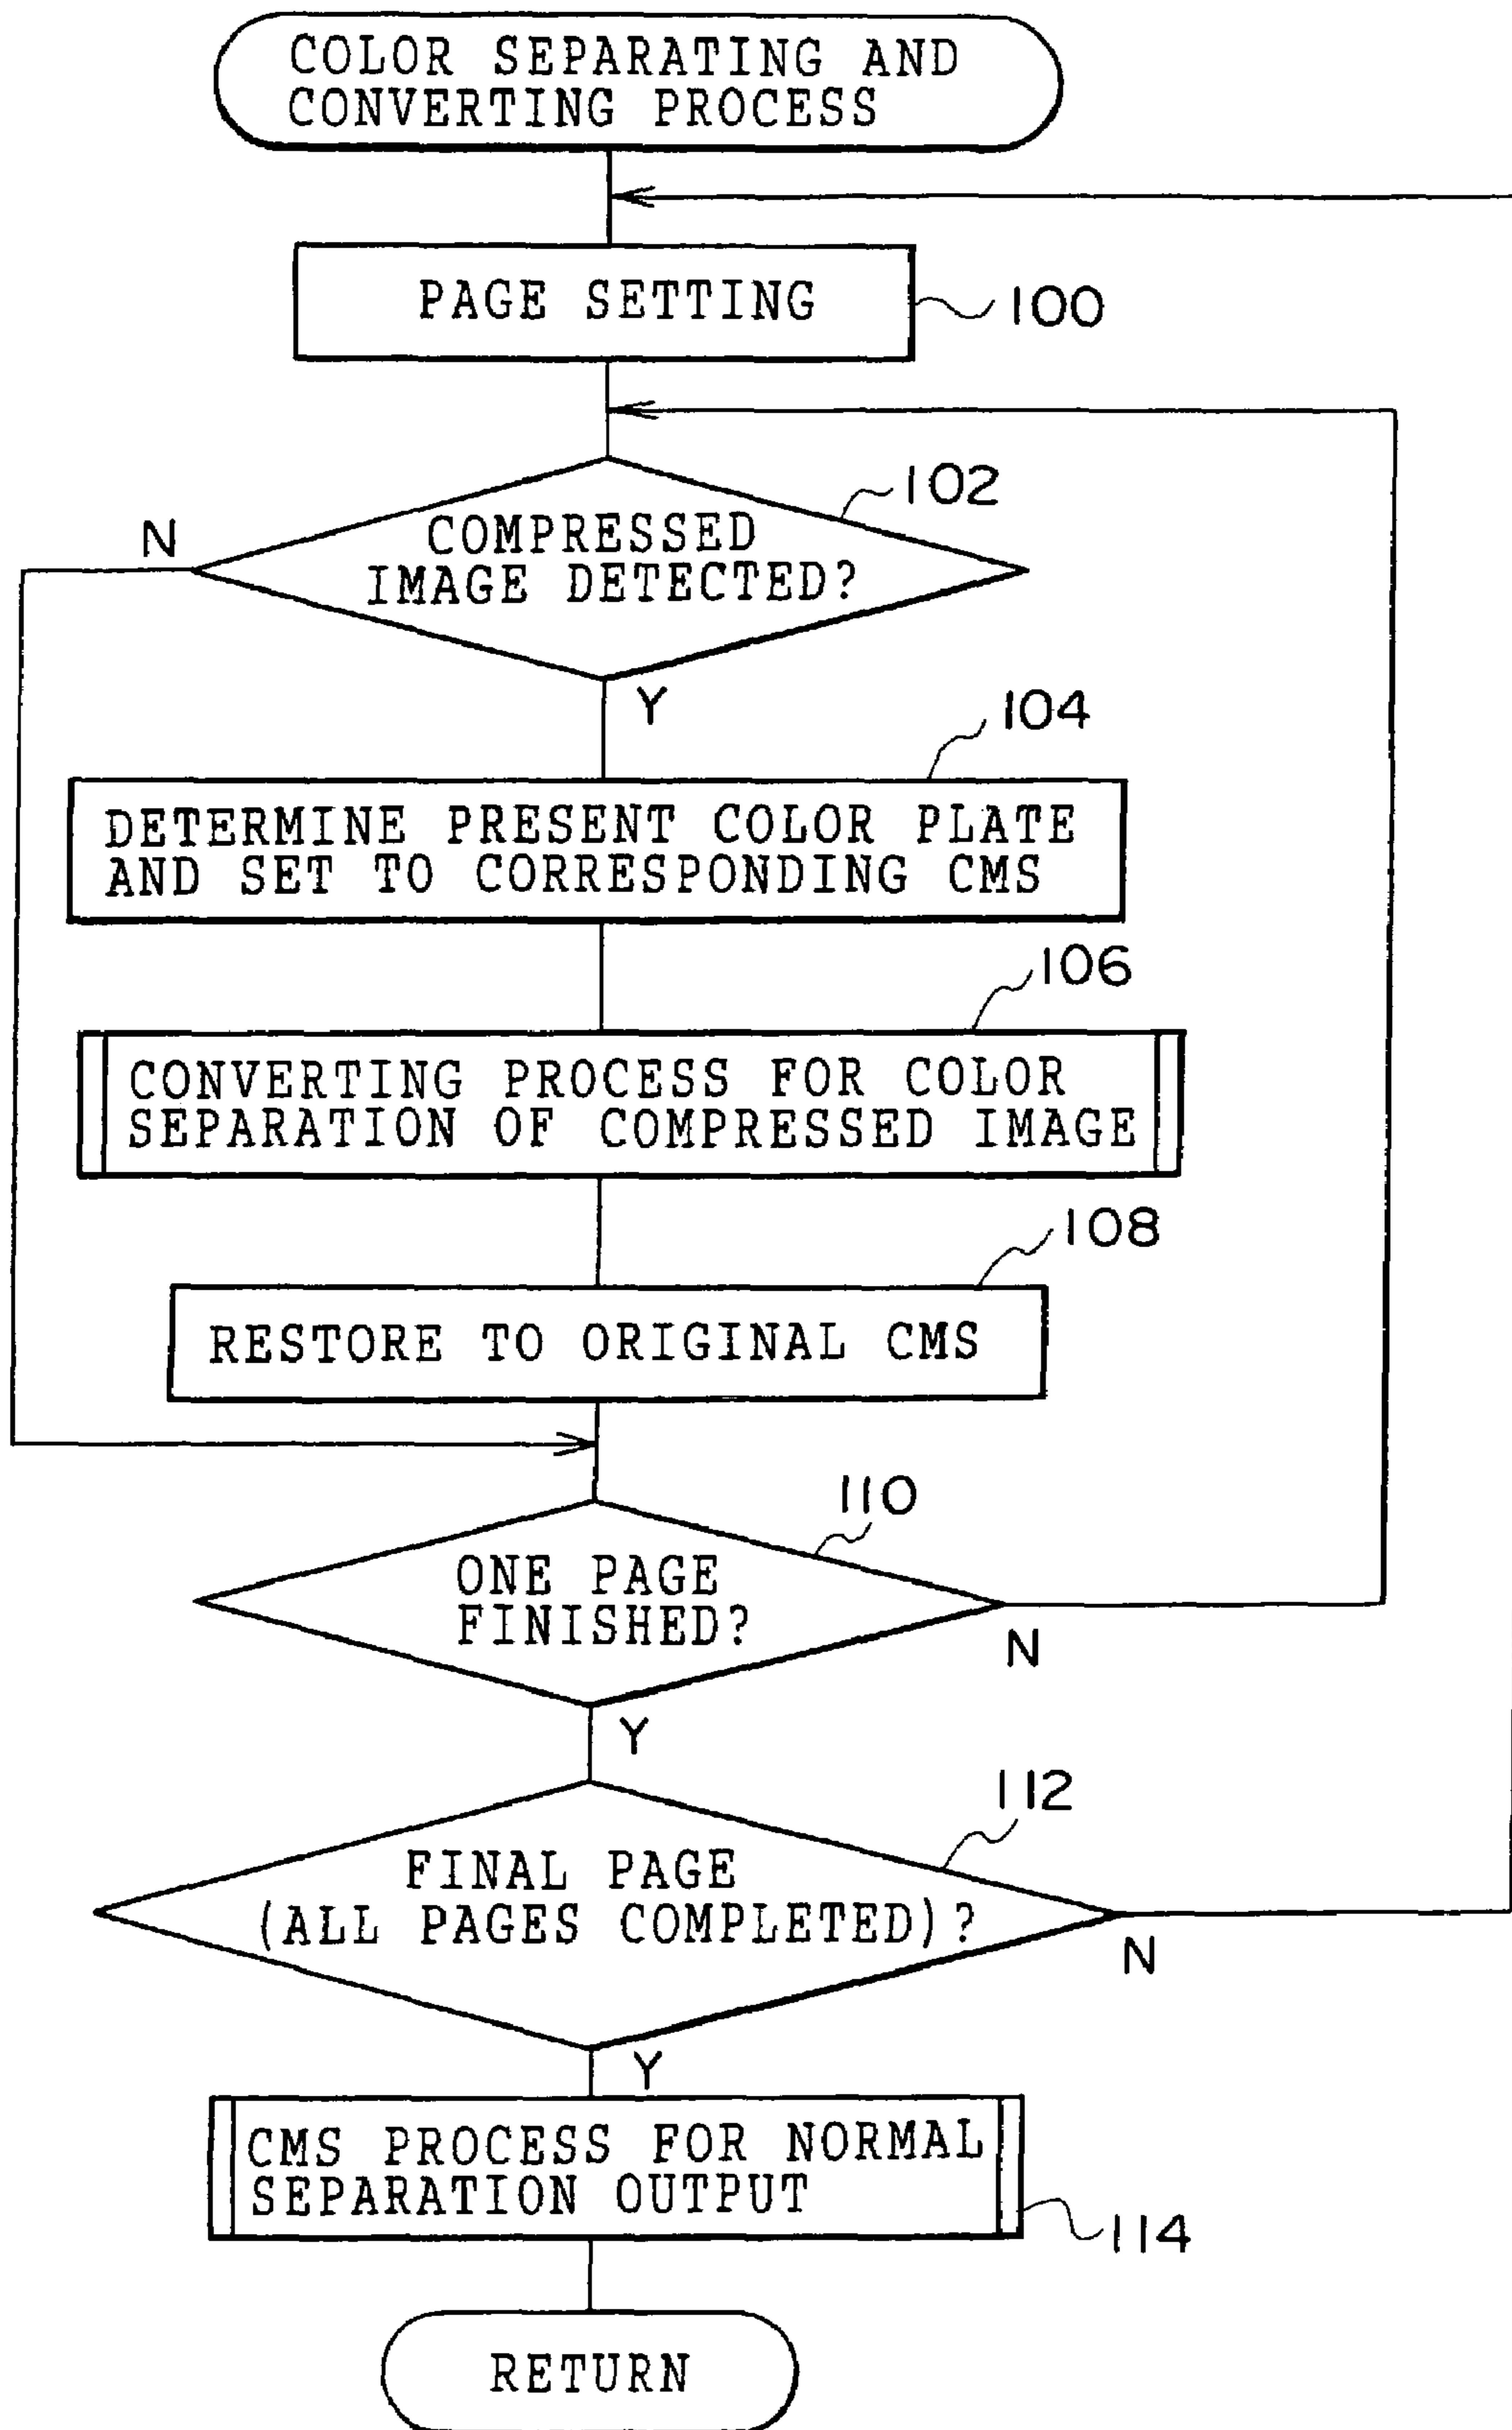 COLOR SEPARATING AND
CONVERTING PROCESS
PAGE SETTING
100
102
N
COMPRESSED
IMAGE DETECTED?
Y
104
DETERMINE PRESENT COLOR PLATE
AND SET TO CORRESPONDING CMS
106
CONVERTING PROCESS FOR COLOR
SEPARATION OF COMPRESSED IMAGE
108
RESTORE TO ORIGINAL CMS
110
ONE PAGE
FINISHED?
N
Y
112
FINAL PAGE
(ALL PAGES COMPLETED)?
N
Y
CMS PROCESS FOR NORMAL
SEPARATION OUTPUT
114
RETURN